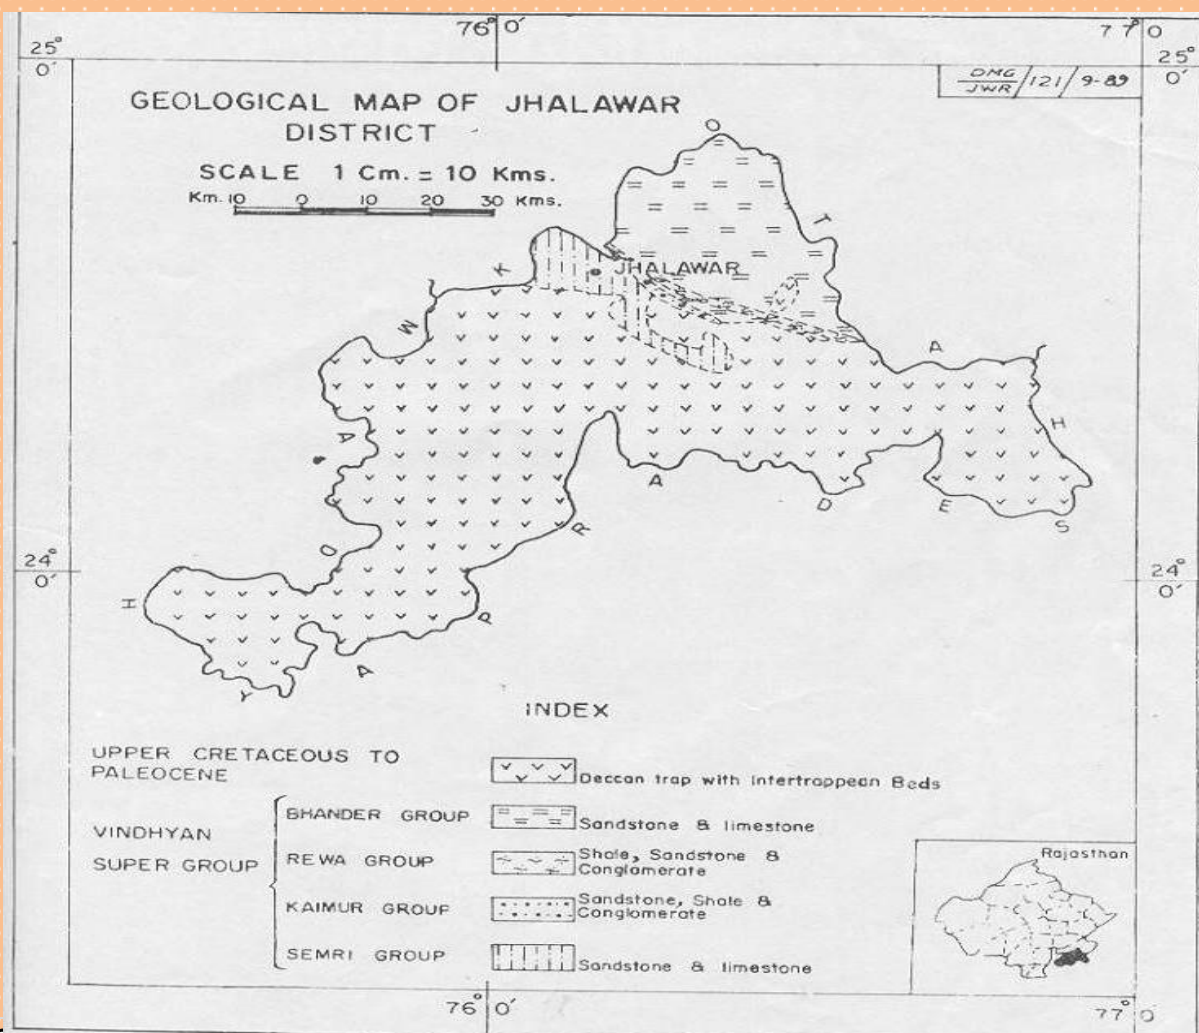 76° 0'
77° 0
25°
0'
25°
0'
DMG/JWR/121/9-89
GEOLOGICAL MAP OF JHALAWAR
DISTRICT
SCALE 1 Cm. = 10 Kms.
Km. 10 0 10 20 30 Kms.
K O T A
JHALAWAR
M A D H Y A P R A D E S H
24°
0'
24°
0'
INDEX
UPPER CRETACEOUS TO
PALEOCENE
Deccan trap with Intertrappean Beds
VINDHYAN
SUPER GROUP
BHANDER GROUP
Sandstone & limestone
REWA GROUP
Shale, Sandstone &
Conglomerate
KAIMUR GROUP
Sandstone, Shale &
Conglomerate
SEMRI GROUP
Sandstone & limestone
Rajasthan
76° 0'
77° 0